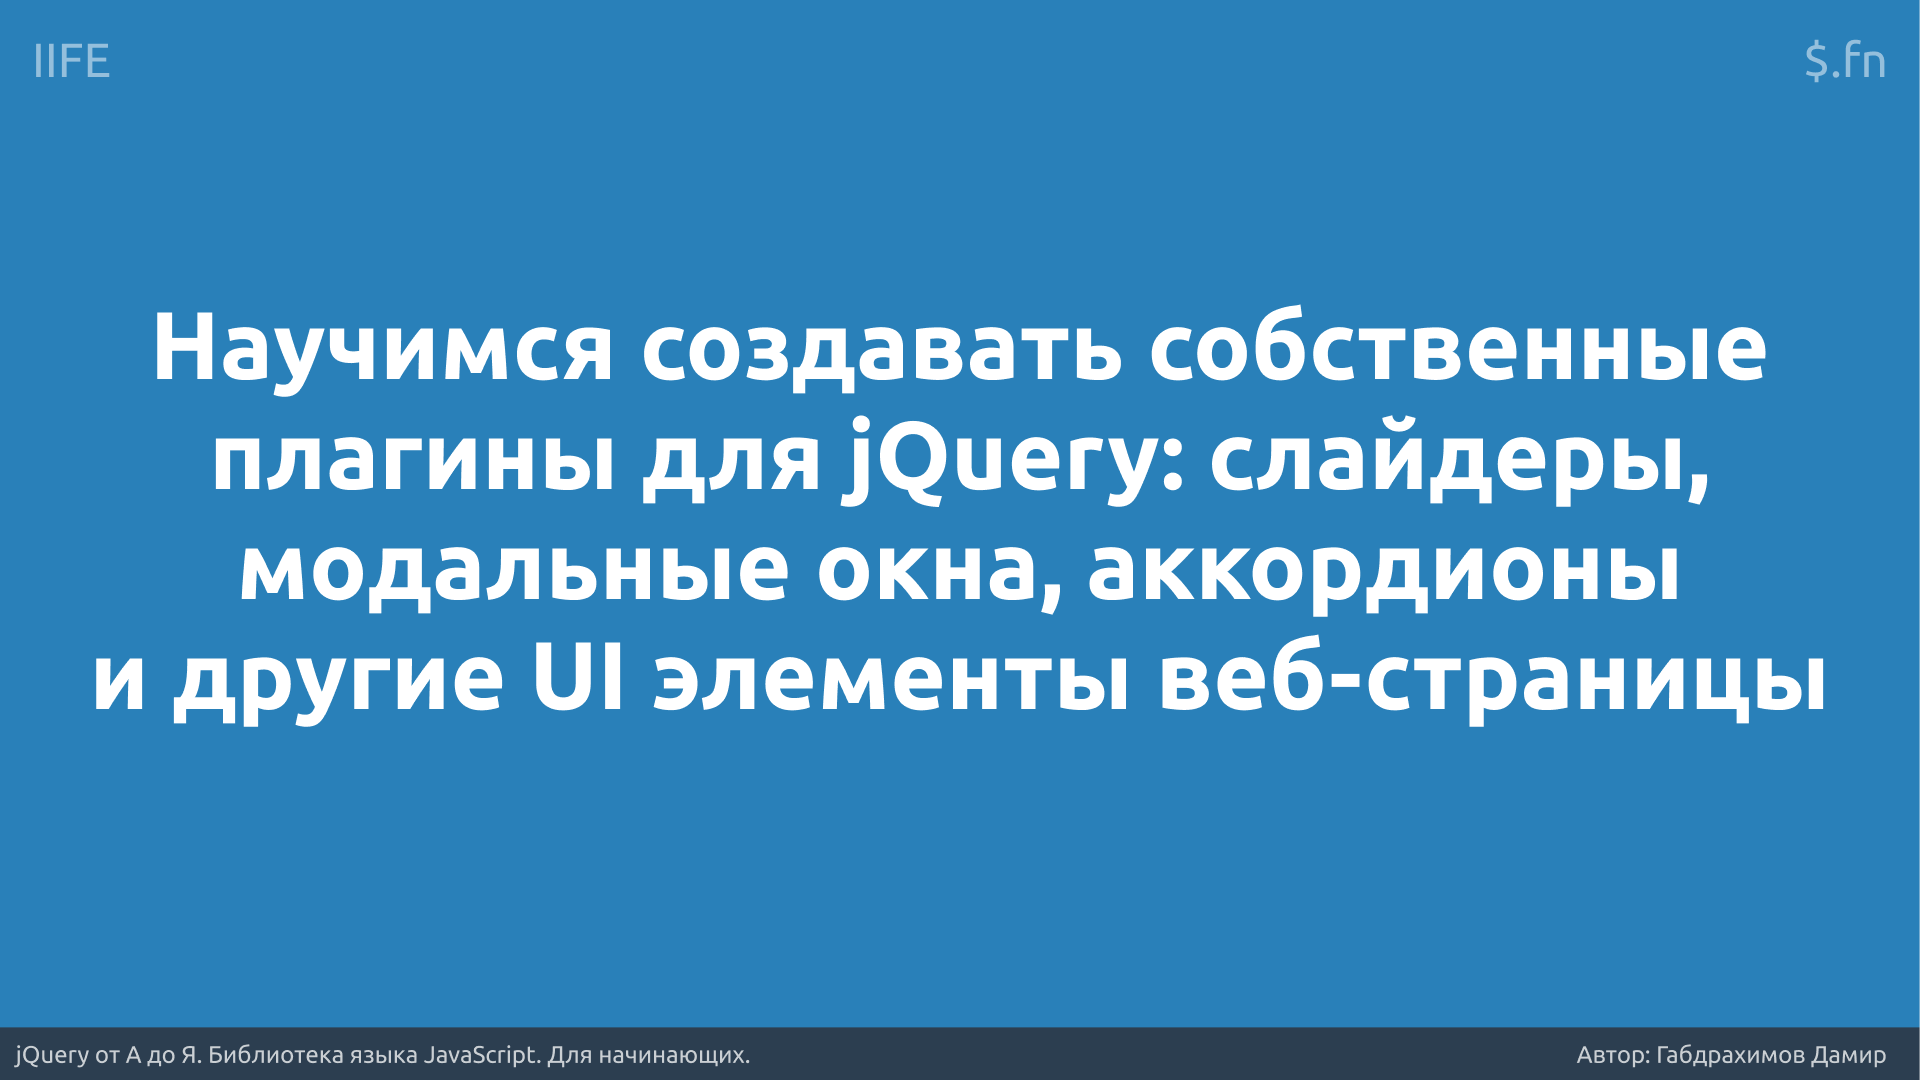 IIFE
$.fn
Научимся создавать собственные
плагины для jQuery: слайдеры,
модальные окна, аккордионы
и другие UI элементы веб-страницы
jQuery от А до Я. Библиотека языка JavaScript. Для начинающих.
Автор: Габдрахимов Дамир